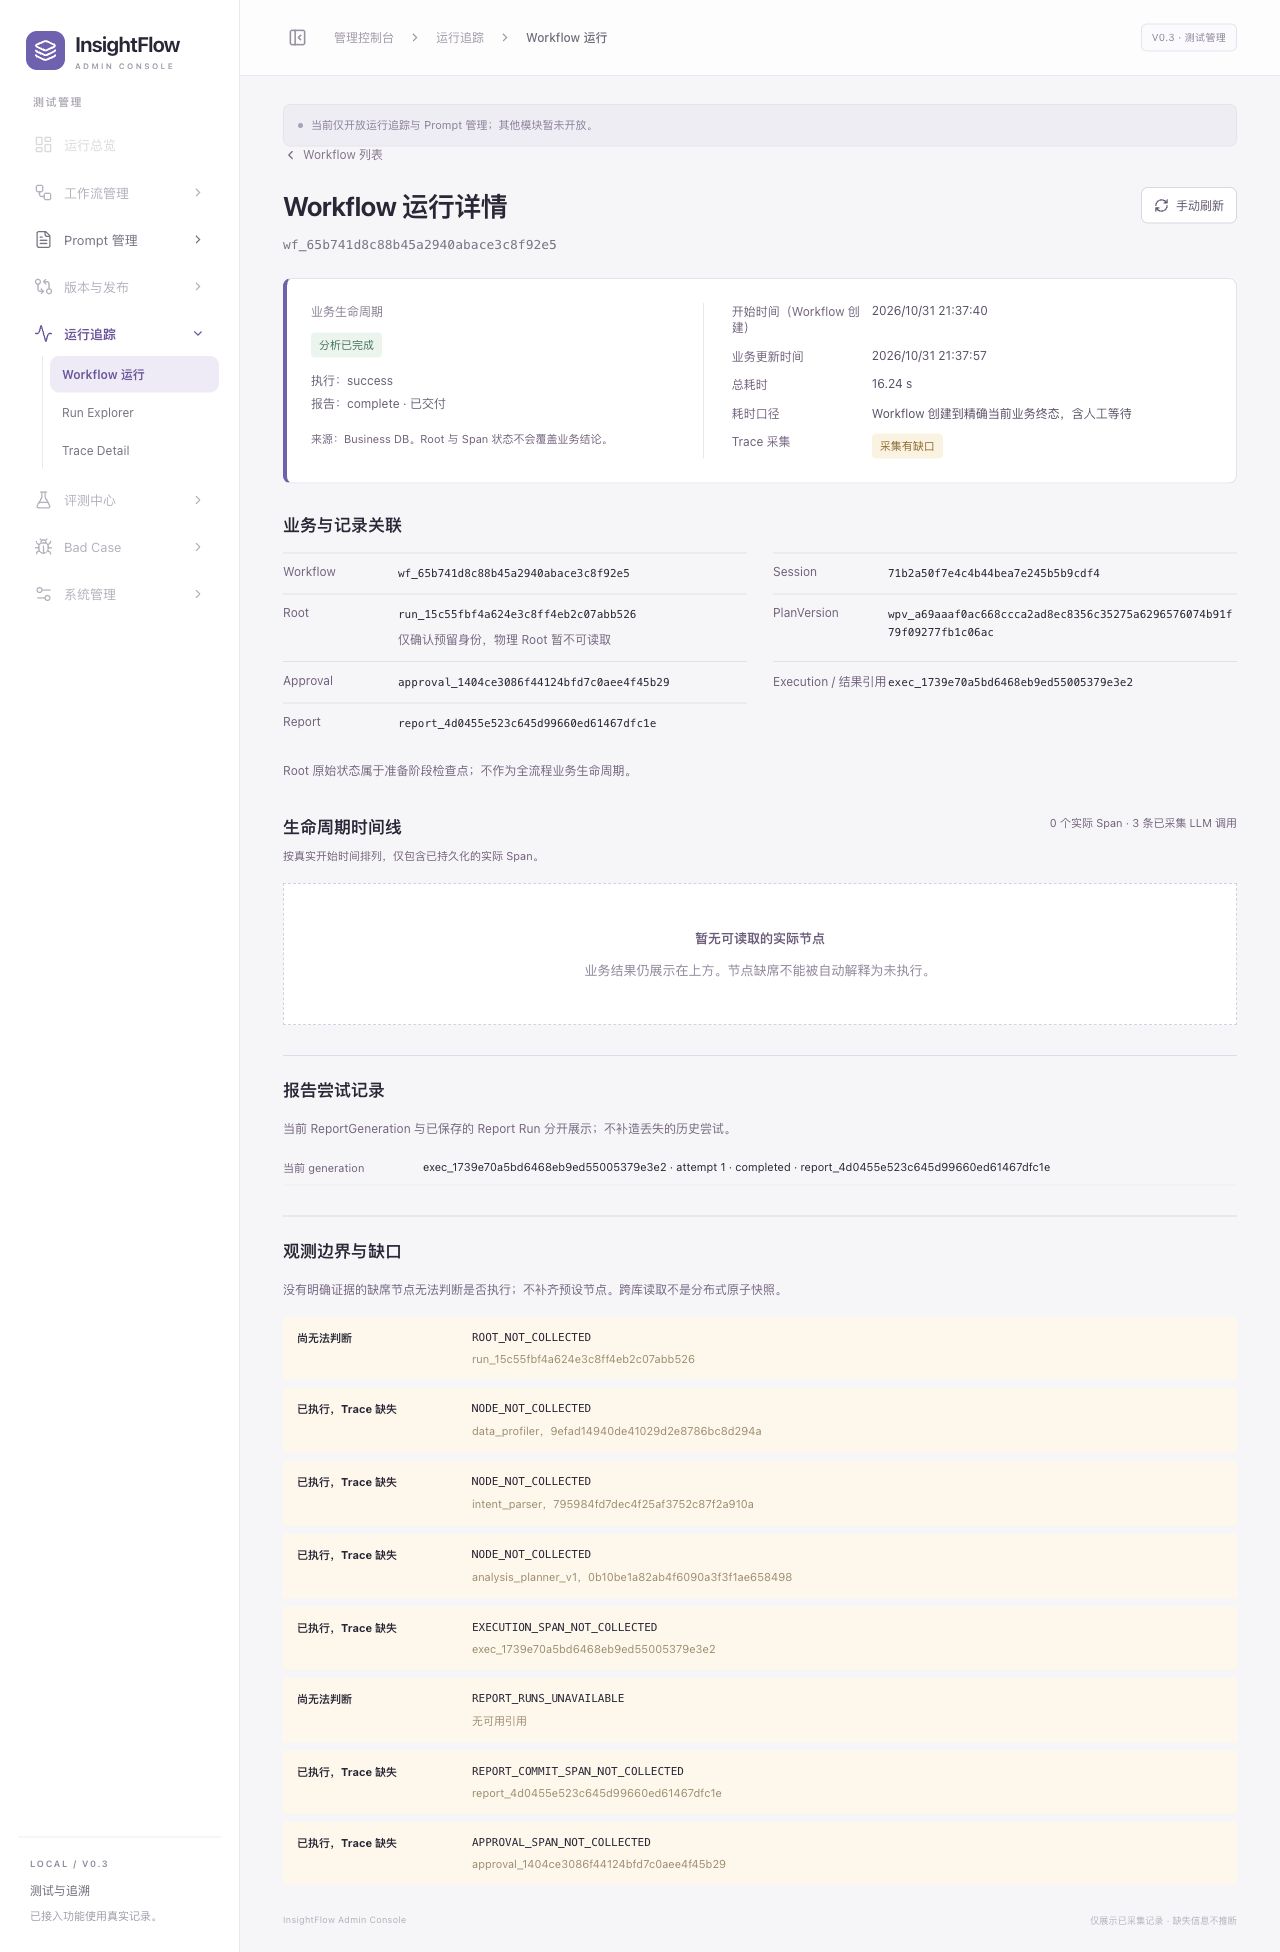 InsightFlow
ADMIN CONSOLE
测试管理
运行总览
工作流管理
Prompt 管理
版本与发布
运行追踪
Workflow 运行
Run Explorer
Trace Detail
评测中心
Bad Case
系统管理
LOCAL / V0.3
测试与追溯
已接入功能使用真实记录。
管理控制台
运行追踪
Workflow 运行
V0.3 · 测试管理
当前仅开放运行追踪与 Prompt 管理；其他模块暂未开放。
Workflow 列表
Workflow 运行详情
手动刷新
wf_65b741d8c88b45a2940abace3c8f92e5
业务生命周期
分析已完成
执行：success
报告：complete · 已交付
来源：Business DB。Root 与 Span 状态不会覆盖业务结论。
开始时间（Workflow 创
建）
2026/10/31 21:37:40
业务更新时间
2026/10/31 21:37:57
总耗时
16.24 s
耗时口径
Workflow 创建到精确当前业务终态，含人工等待
Trace 采集
采集有缺口
业务与记录关联
Workflow
wf_65b741d8c88b45a2940abace3c8f92e5
Session
71b2a50f7e4c4b44bea7e245b5b9cdf4
Root
run_15c55fbf4a624e3c8ff4eb2c07abb526
仅确认预留身份，物理 Root 暂不可读取
PlanVersion
wpv_a69aaaf0ac668ccca2ad8ec8356c35275a6296576074b91f
79f09277fb1c06ac
Approval
approval_1404ce3086f44124bfd7c0aee4f45b29
Execution / 结果引用
exec_1739e70a5bd6468eb9ed55005379e3e2
Report
report_4d0455e523c645d99660ed61467dfc1e
Root 原始状态属于准备阶段检查点；不作为全流程业务生命周期。
生命周期时间线
0 个实际 Span · 3 条已采集 LLM 调用
按真实开始时间排列，仅包含已持久化的实际 Span。
暂无可读取的实际节点
业务结果仍展示在上方。节点缺席不能被自动解释为未执行。
报告尝试记录
当前 ReportGeneration 与已保存的 Report Run 分开展示；不补造丢失的历史尝试。
当前 generation
exec_1739e70a5bd6468eb9ed55005379e3e2 · attempt 1 · completed · report_4d0455e523c645d99660ed61467dfc1e
观测边界与缺口
没有明确证据的缺席节点无法判断是否执行；不补齐预设节点。跨库读取不是分布式原子快照。
尚无法判断
ROOT_NOT_COLLECTED
run_15c55fbf4a624e3c8ff4eb2c07abb526
已执行，Trace 缺失
NODE_NOT_COLLECTED
data_profiler，9efad14940de41029d2e8786bc8d294a
已执行，Trace 缺失
NODE_NOT_COLLECTED
intent_parser，795984fd7dec4f25af3752c87f2a910a
已执行，Trace 缺失
NODE_NOT_COLLECTED
analysis_planner_v1，0b10be1a82ab4f6090a3f3f1ae658498
已执行，Trace 缺失
EXECUTION_SPAN_NOT_COLLECTED
exec_1739e70a5bd6468eb9ed55005379e3e2
尚无法判断
REPORT_RUNS_UNAVAILABLE
无可用引用
已执行，Trace 缺失
REPORT_COMMIT_SPAN_NOT_COLLECTED
report_4d0455e523c645d99660ed61467dfc1e
已执行，Trace 缺失
APPROVAL_SPAN_NOT_COLLECTED
approval_1404ce3086f44124bfd7c0aee4f45b29
InsightFlow Admin Console
仅展示已采集记录 · 缺失信息不推断